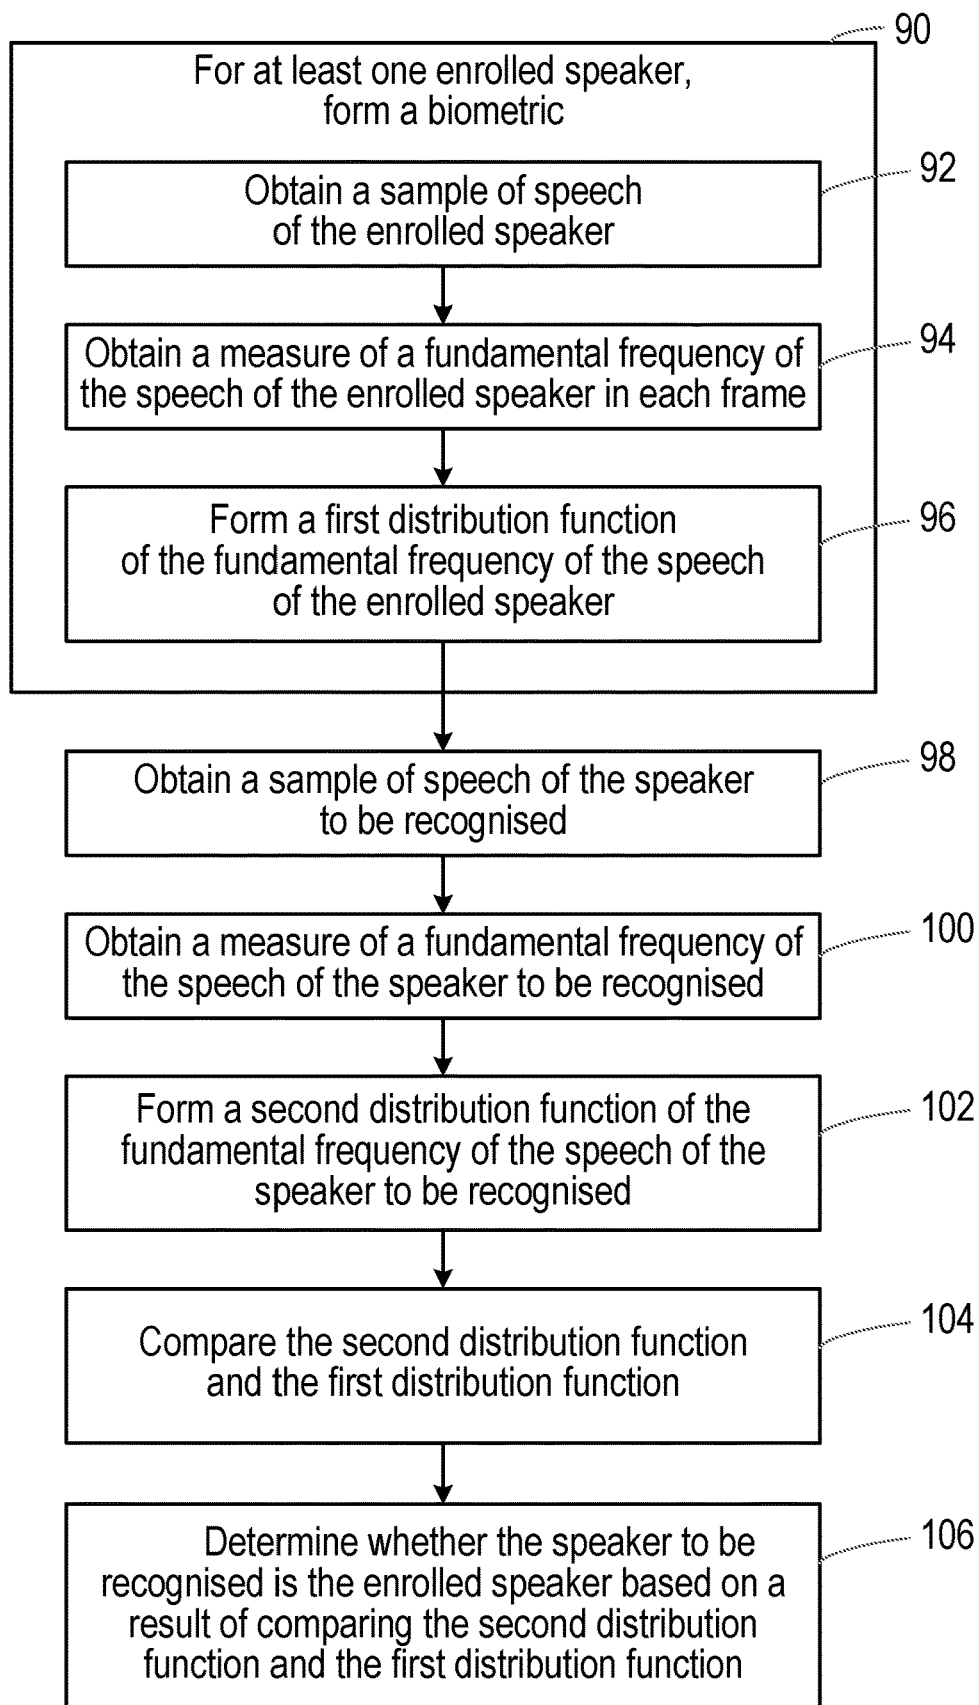 90
For at least one enrolled speaker,
form a biometric
92
Obtain a sample of speech
of the enrolled speaker
94
Obtain a measure of a fundamental frequency of
the speech of the enrolled speaker in each frame
96
Form a first distribution function
of the fundamental frequency of the speech
of the enrolled speaker
98
Obtain a sample of speech of the speaker
to be recognised
100
Obtain a measure of a fundamental frequency of
the speech of the speaker to be recognised
102
Form a second distribution function of the
fundamental frequency of the speech of the
speaker to be recognised
104
Compare the second distribution function
and the first distribution function
106
Determine whether the speaker to be
recognised is the enrolled speaker based on a
result of comparing the second distribution
function and the first distribution function